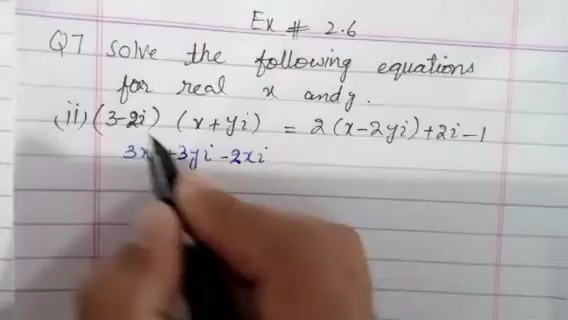 Ex # 2.6
Q7 solve the following equations
for real x and y.
(ii) (3-2i) (x+yi) = 2(x-2yi)+2i-1
3x +3yi -2xi